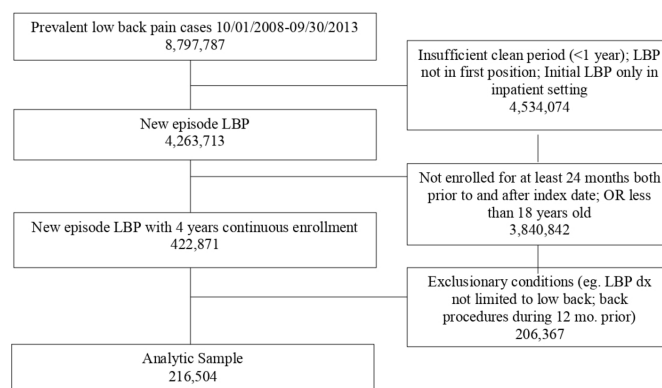 Prevalent low back pain cases 10/01/2008-09/30/2013
8,797,787
Insufficient clean period (<1 year); LBP
not in first position; Initial LBP only in
inpatient setting
4,534,074
New episode LBP
4,263,713
Not enrolled for at least 24 months both
prior to and after index date; OR less
than 18 years old
3,840,842
New episode LBP with 4 years continuous enrollment
422,871
Exclusionary conditions (eg. LBP dx
not limited to low back; back
procedures during 12 mo. prior)
206,367
Analytic Sample
216,504